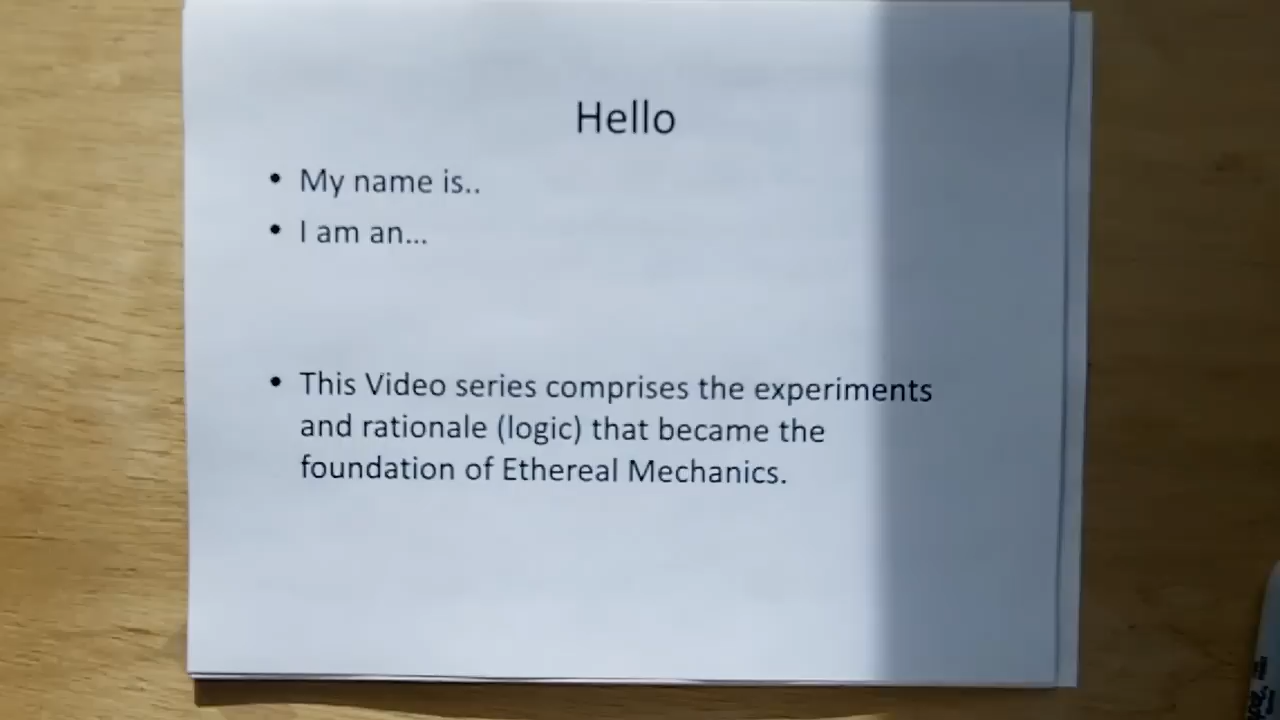 Hello
• My name is..
• I am an...
• This Video series comprises the experiments
and rationale (logic) that became the
foundation of Ethereal Mechanics.